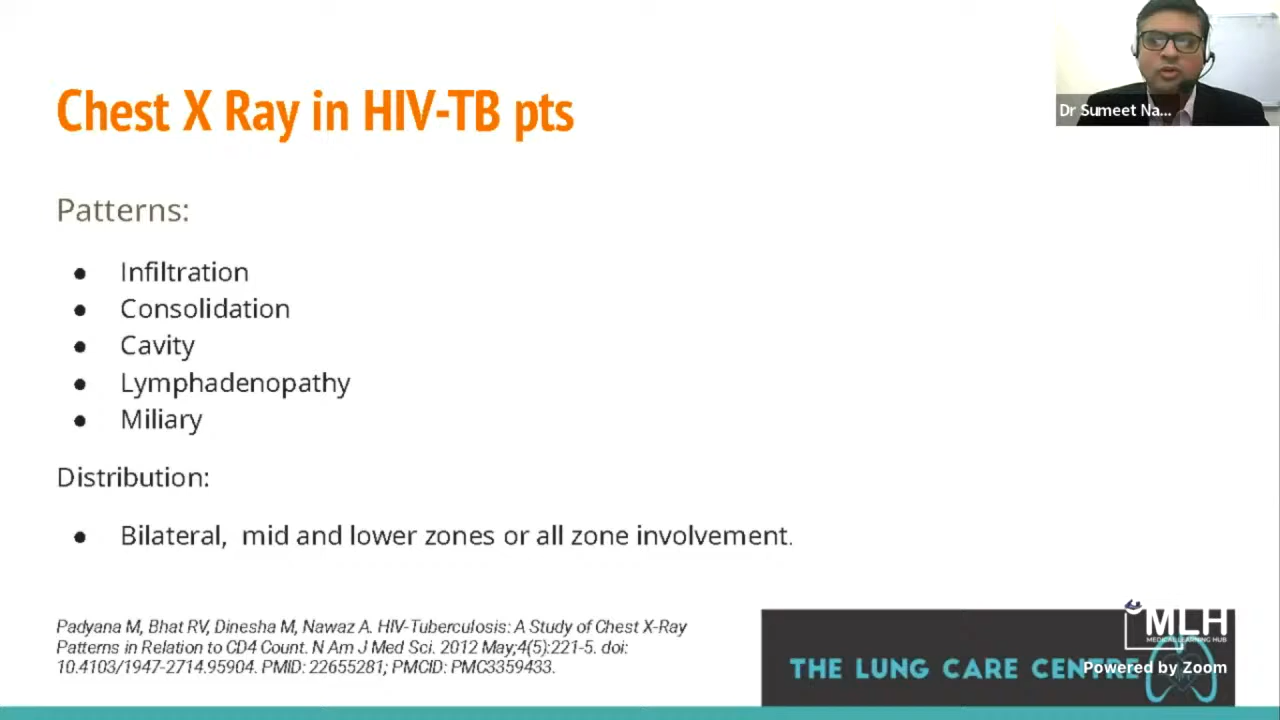 Chest X Ray in HIV-TB pts
Dr Sumeet Na...
Patterns:
● Infiltration
● Consolidation
● Cavity
● Lymphadenopathy
● Miliary
Distribution:
● Bilateral, mid and lower zones or all zone involvement.
Padyana M, Bhat RV, Dinesha M, Nawaz A. HIV-Tuberculosis: A Study of Chest X-Ray
Patterns in Relation to CD4 Count. N Am J Med Sci. 2012 May;4(5):221-5. doi:
10.4103/1947-2714.95904. PMID: 22655281; PMCID: PMC3359433.
MLH
MEDICAL LEARNING HUB
THE LUNG CARE CENTRE
Powered by Zoom